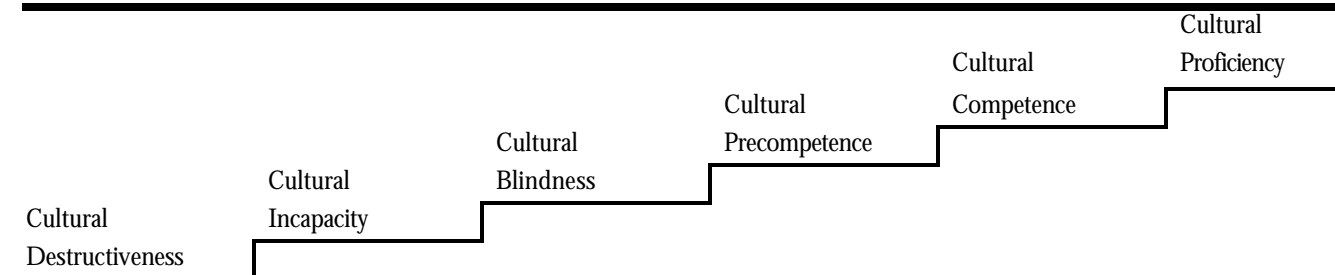 Cultural
Destructiveness
Cultural
Incapacity
Cultural
Blindness
Cultural
Precompetence
Cultural
Competence
Cultural
Proficiency